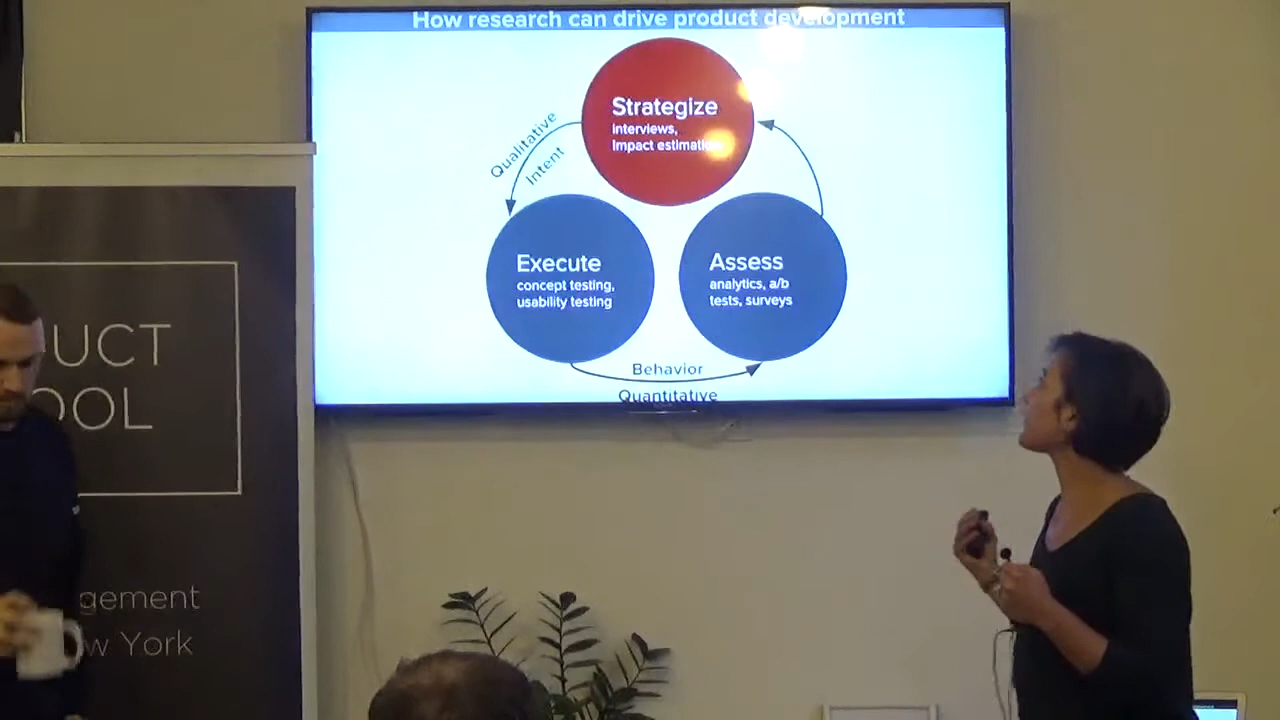 How research can drive product development
Strategize
Interviews,
Impact estimation
Qualitative
Intent
Execute
concept testing,
usability testing
Assess
analytics, a/b
tests, surveys
Behavior
Quantitative
UCT
OOL
gement
w York